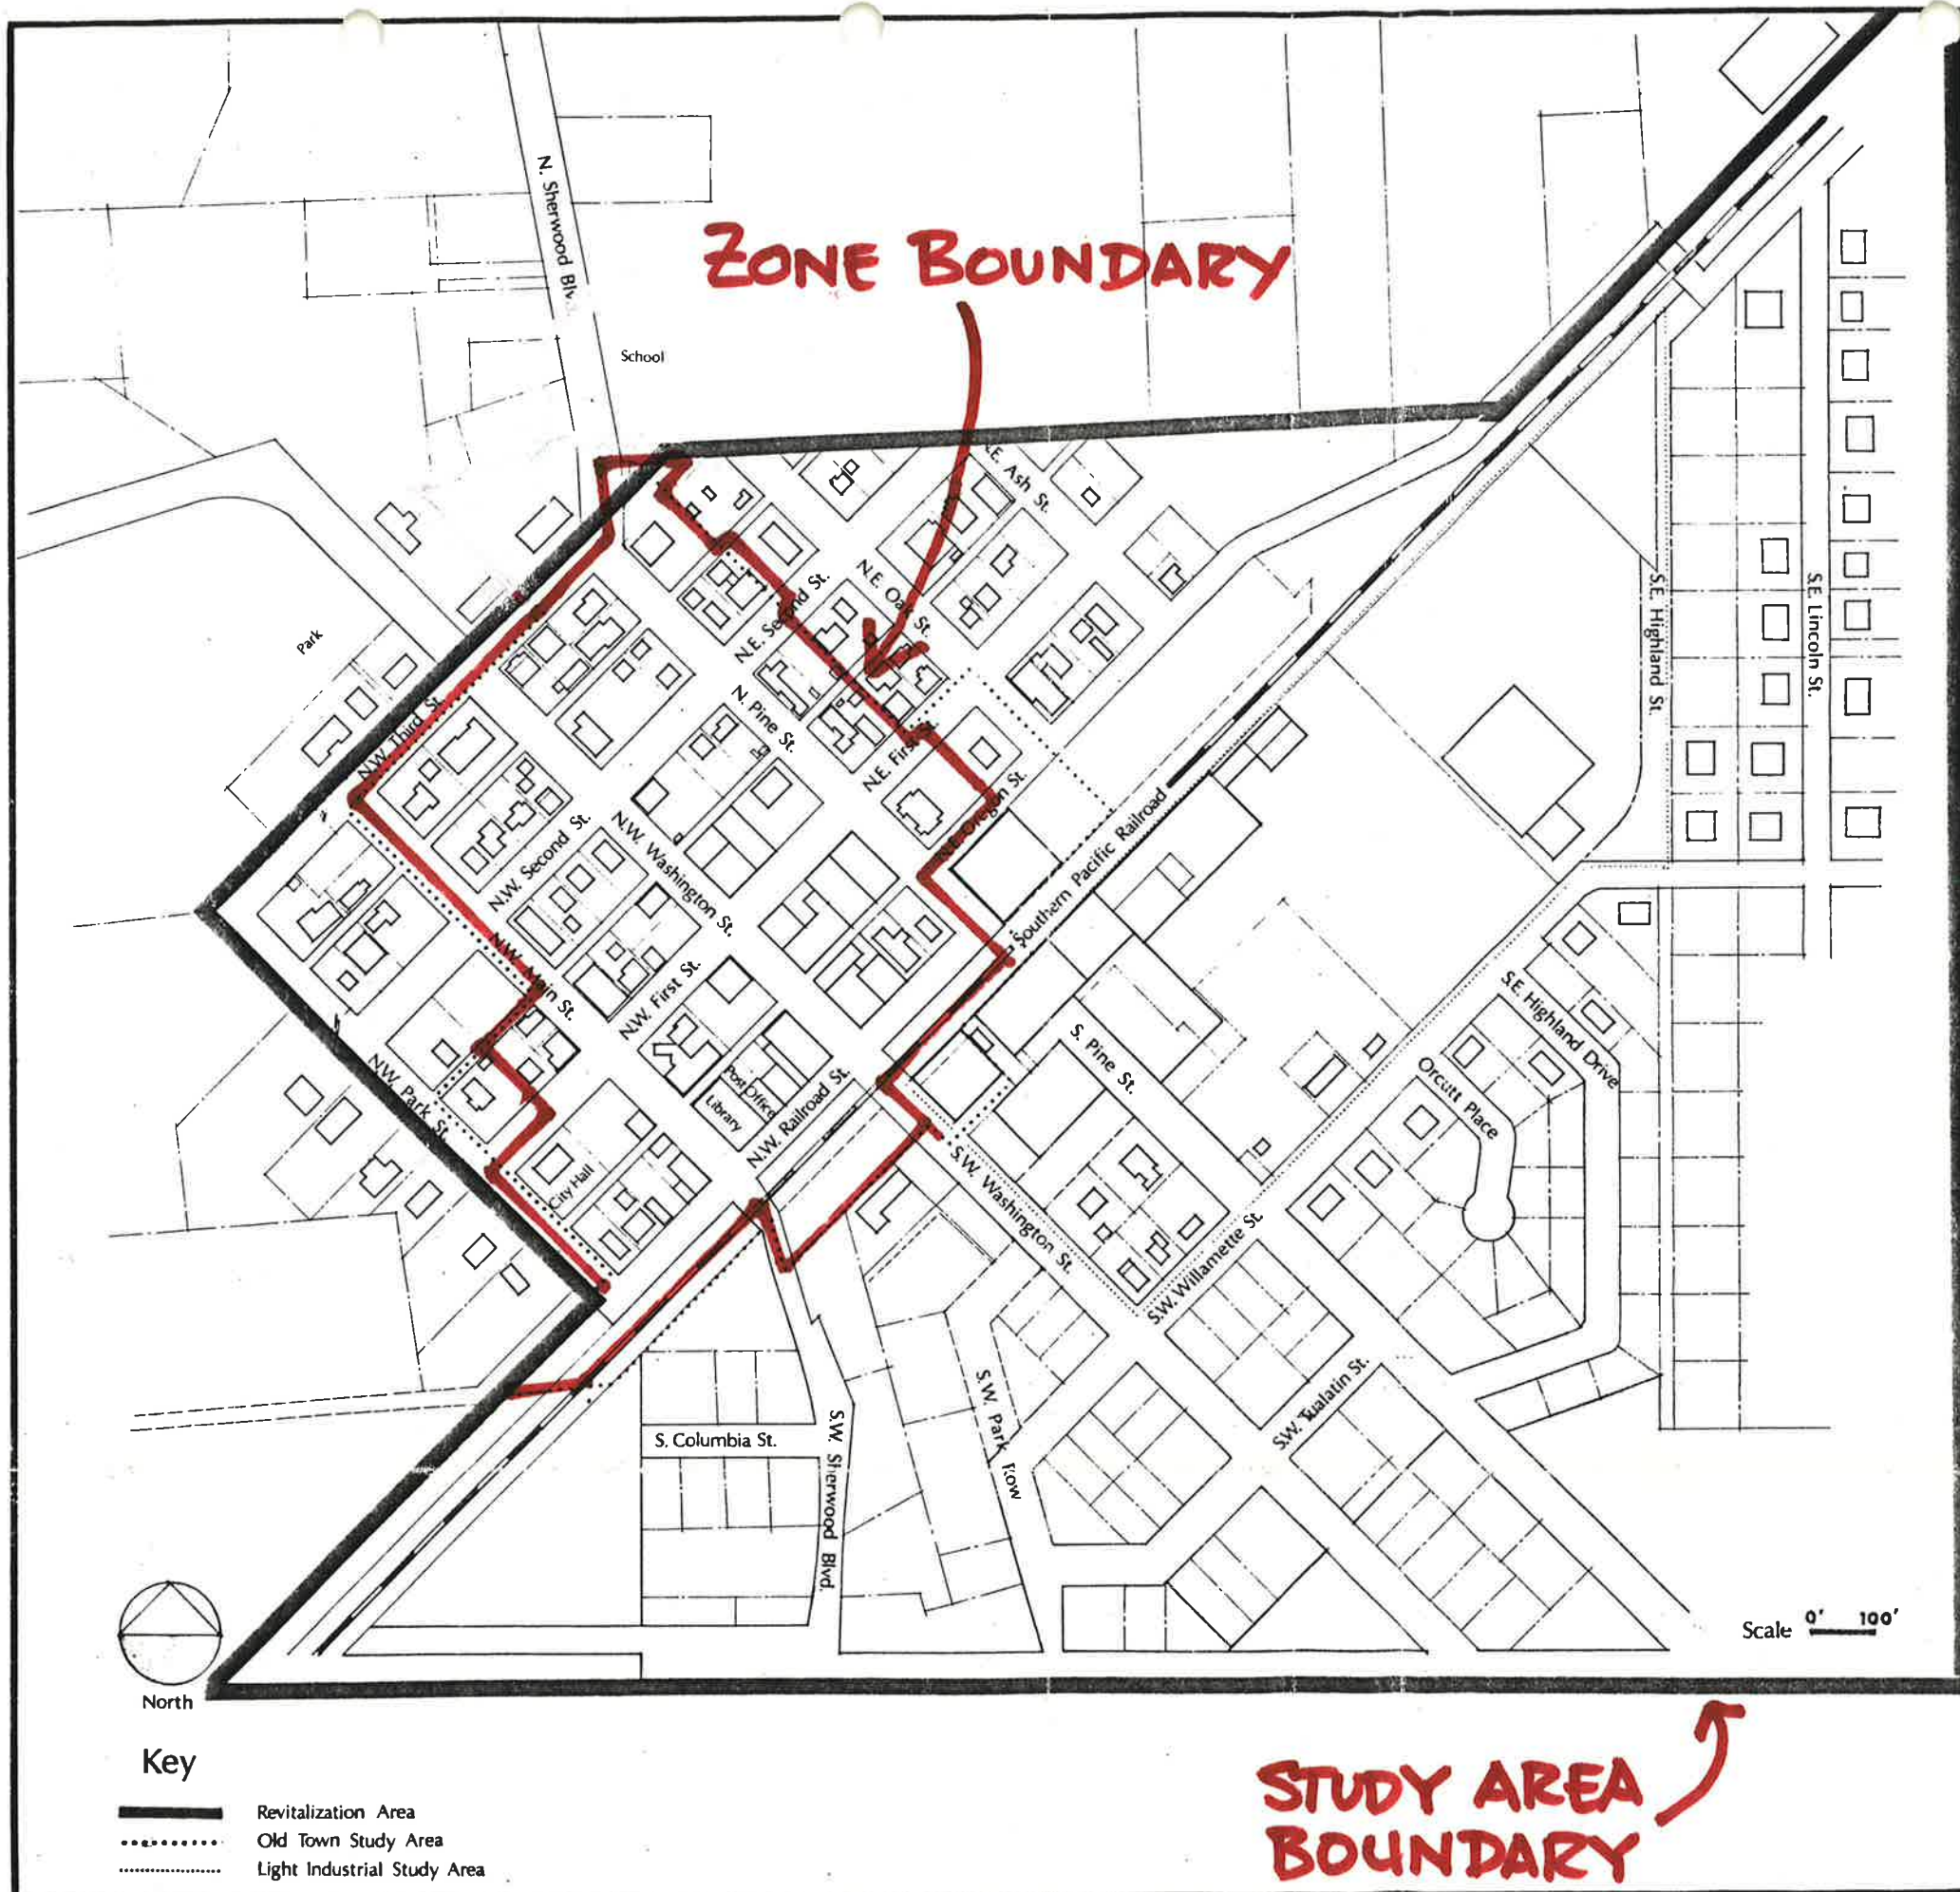 N. Sherwood Blvd.
ZONE BOUNDARY
School
N.E. Ash St.
N.E. Oak St.
N.E. Second St.
Park
N.W. Third St.
N. Pine St.
N.E. First
N.E. Oregon St.
S.E. Highland St.
S.E. Lincoln St.
Southern Pacific Railroad
N.W. Second St.
N.W. Washington St.
N.W. Main St.
N.W. First St.
N.W. Park St.
Post Office
Library
N.W. Railroad St.
City Hall
S. Pine St.
S.E. Highland Drive
Orcutt Place
S.W. Washington St.
S.W. Willamette St.
S.W. Tualatin St.
S.W. Park Row
S. Columbia St.
S.W. Sherwood Blvd.
Scale 0' 100'
North
Key
Revitalization Area
Old Town Study Area
Light Industrial Study Area
STUDY AREA
BOUNDARY